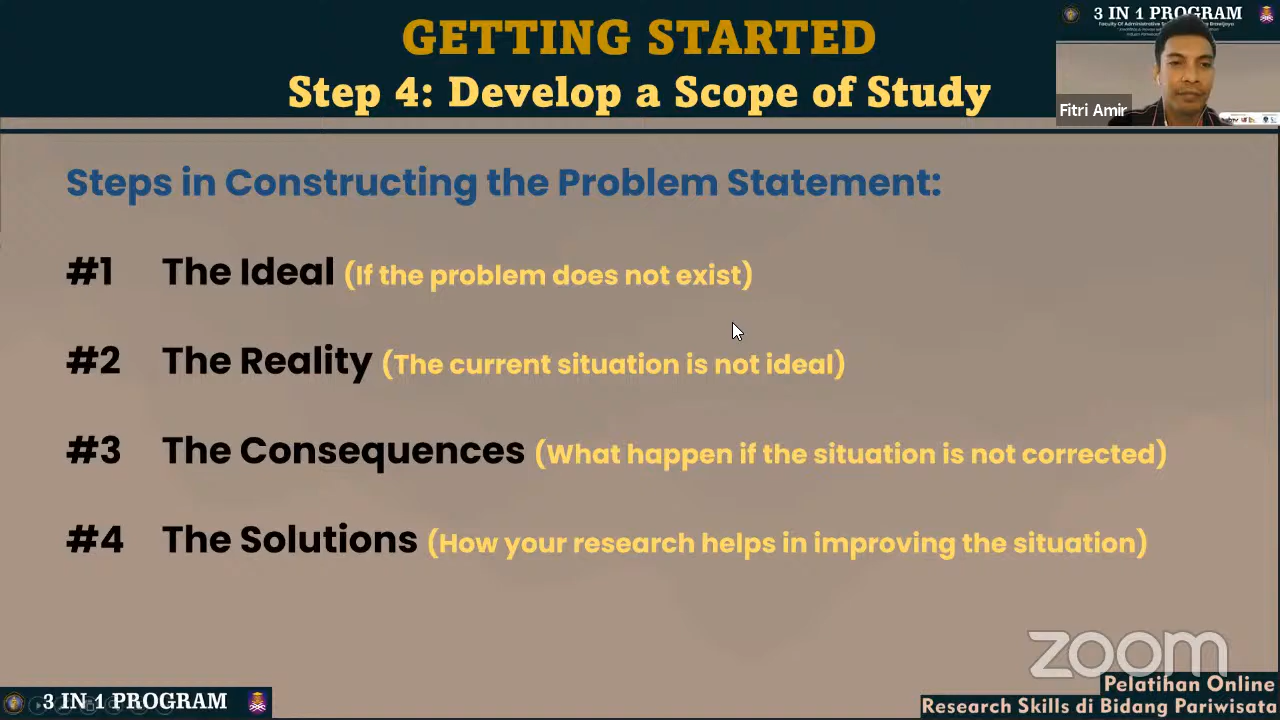 GETTING STARTED
Step 4: Develop a Scope of Study
3 IN 1 PROGRAM
Fitri Amir
Steps in Constructing the Problem Statement:
#1 The Ideal (If the problem does not exist)
#2 The Reality (The current situation is not ideal)
#3 The Consequences (What happen if the situation is not corrected)
#4 The Solutions (How your research helps in improving the situation)
zoom
3 IN 1 PROGRAM
Pelatihan Online
Research Skills di Bidang Pariwisata